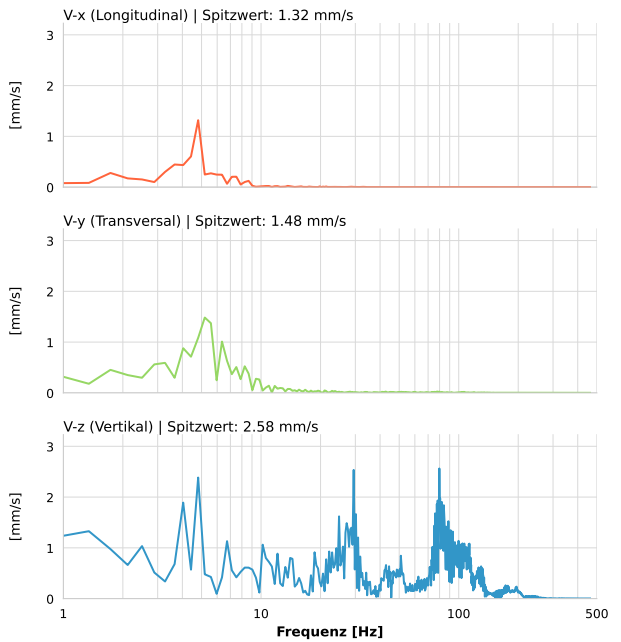 V-x (Longitudinal) | Spitzwert: 1.32 mm/s
3
2
1
0
[mm/s]
V-y (Transversal) | Spitzwert: 1.48 mm/s
3
2
1
0
[mm/s]
V-z (Vertikal) | Spitzwert: 2.58 mm/s
3
2
1
0
[mm/s]
1 10 100 500
Frequenz [Hz]